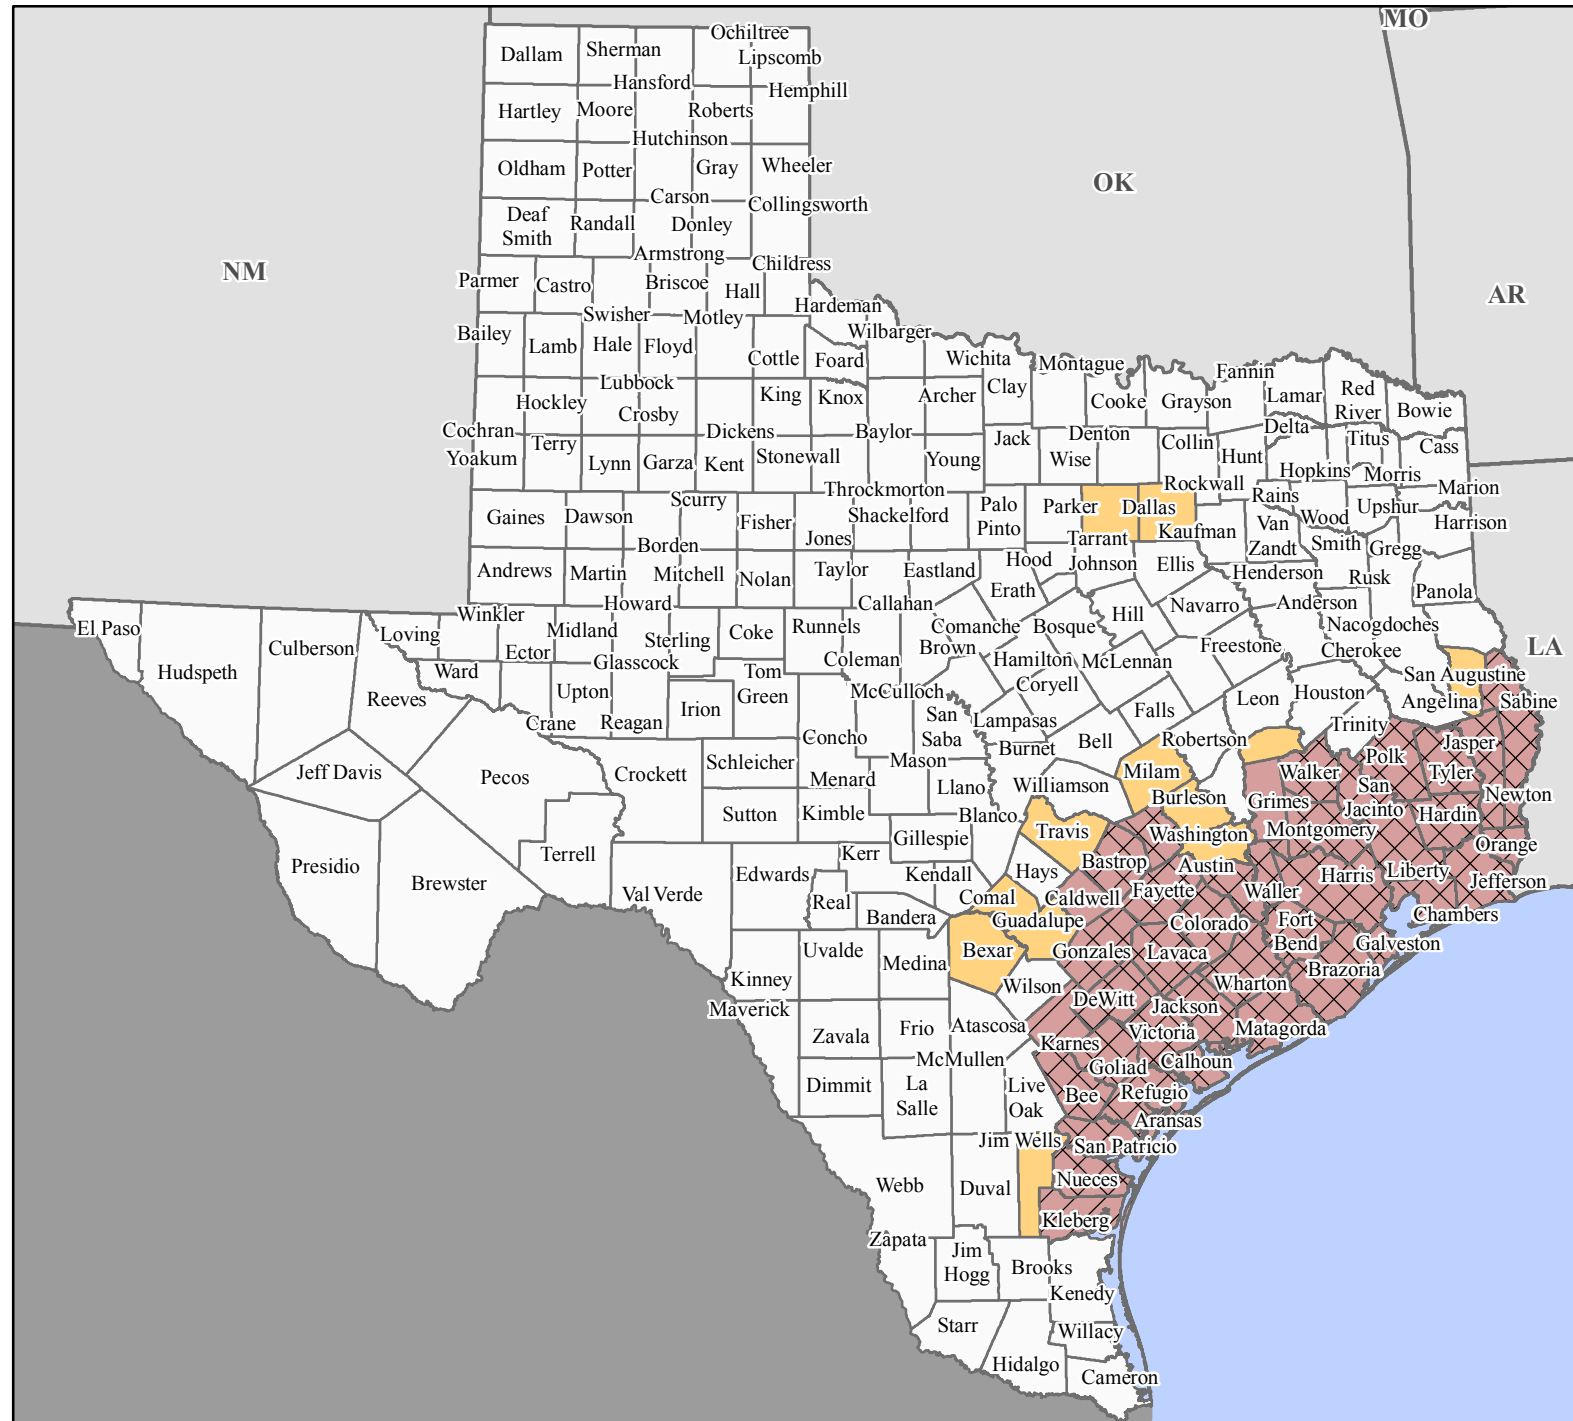 MO
Ochiltree
Dallam
Sherman
Lipscomb
Hansford
Hemphill
Hartley
Moore
Roberts
Hutchinson
Oldham
Potter
Gray
Wheeler
OK
Carson
Collingsworth
Deaf
Smith
Randall
Donley
Armstrong
Childress
NM
Parmer
Castro
Briscoe
Hall
AR
Hardeman
Swisher
Motley
Bailey
Lamb
Hale
Floyd
Wilbarger
Cottle
Foard
Wichita
Montague
Fannin
Lubbock
King
Knox
Archer
Clay
Cooke
Grayson
Lamar
Red
River
Bowie
Hockley
Crosby
Cochran
Dickens
Baylor
Terry
Jack
Denton
Collin
Delta
Titus
Cass
Yoakum
Lynn
Garza
Kent
Stonewall
Young
Wise
Hunt
Hopkins
Morris
Throckmorton
Rockwall
Marion
Scurry
Gaines
Dawson
Fisher
Jones
Shackelford
Palo
Pinto
Parker
Dallas
Rains
Wood
Upshur
Harrison
Borden
Tarrant
Kaufman
Van
Zandt
Smith
Gregg
Andrews
Martin
Mitchell
Nolan
Taylor
Eastland
Hood
Johnson
Ellis
Henderson
Rusk
Panola
Winkler
Howard
Callahan
Erath
Hill
Navarro
Anderson
El Paso
Loving
Midland
Ector
Sterling
Coke
Runnels
Comanche
Bosque
Nacogdoches
Hudspeth
Culberson
Ward
Glasscock
Coleman
Brown
Hamilton
McLennan
Freestone
Cherokee
LA
Reeves
Upton
Tom
Green
McCulloch
Coryell
San Augustine
Crane
Reagan
Irion
San
Saba
Lampasas
Falls
Leon
Houston
Angelina
Sabine
Concho
Burnet
Bell
Robertson
Trinity
Jeff Davis
Pecos
Crockett
Schleicher
Menard
Mason
Llano
Williamson
Milam
Polk
Jasper
Walker
Tyler
San
Jacinto
Newton
Sutton
Kimble
Blanco
Burleson
Grimes
Hardin
Gillespie
Travis
Washington
Montgomery
Orange
Presidio
Brewster
Terrell
Kerr
Bastrop
Austin
Val Verde
Edwards
Kendall
Hays
Fayette
Waller
Harris
Liberty
Jefferson
Real
Bandera
Comal
Caldwell
Chambers
Guadalupe
Colorado
Fort
Bend
Galveston
Uvalde
Medina
Bexar
Gonzales
Lavaca
Brazoria
Kinney
Wilson
Wharton
Maverick
DeWitt
Jackson
Zavala
Frio
Atascosa
Victoria
Matagorda
Karnes
McMullen
Goliad
Calhoun
Dimmit
La
Salle
Live
Oak
Bee
Refugio
Aransas
Jim Wells
San Patricio
Webb
Duval
Nueces
Kleberg
Zapata
Jim
Hogg
Brooks
Kenedy
Starr
Willacy
Hidalgo
Cameron